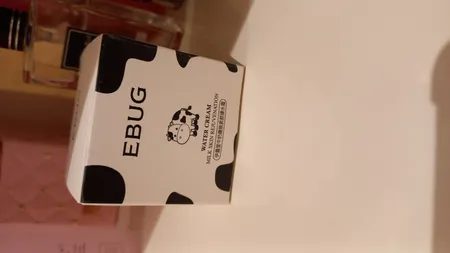 EBUG
WATER CREAM
MILK SKIN REJUVENATION